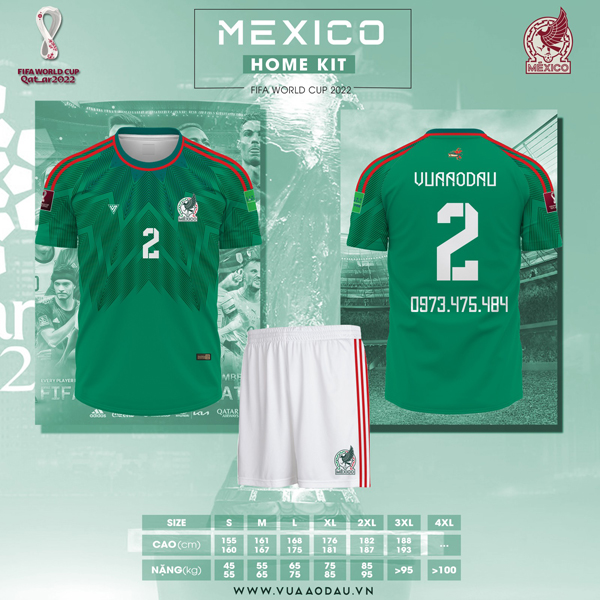 MEXICO
HOME KIT
FIFA WORLD CUP 2022
FIFA WORLD CUP
Qat_ar2022
MEXICO
2
VUAAODAU
2
0973.475.484
SIZE S M L XL 2XL 3XL 4XL
CAO(cm) 155 160 161 167 168 175 176 181 182 187 188 193 ...
NẶNG(kg) 45 55 55 65 65 75 75 85 85 95 >95 >100
WWW.VUAAODAU.VN